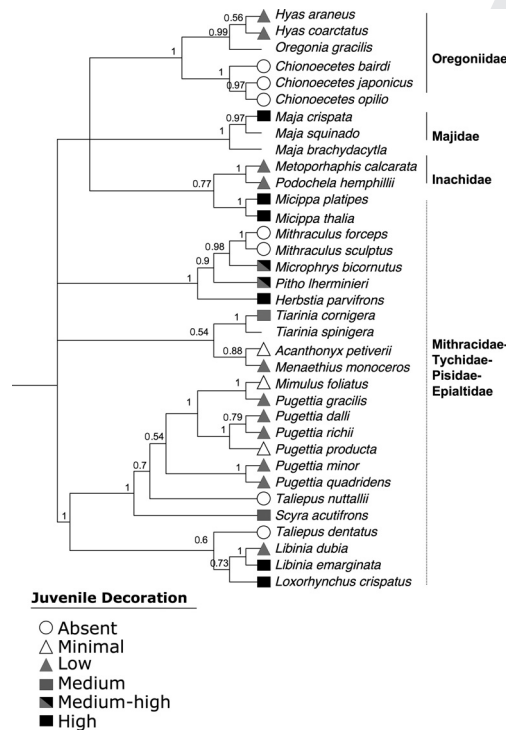 0.56 Hyas araneus
0.99 Hyas coarctatus
Oregonia gracilis
1
Oregoniidae
Chionoecetes bairdi
1
Chionoecetes japonicus
0.97
Chionoecetes opilio
0.97 Maja crispata
Maja squinado
1
Majidae
Maja brachydacytla
1 Metoporhaphis calcarata
Podochela hemphillii
0.77
Inachidae
Micippa platipes
1
Micippa thalia
1 Mithraculus forceps
Mithraculus sculptus
0.98
Microphrys bicornutus
0.9
Pitho lherminieri
1
Herbstia parvifrons
Tiarinia cornigera
1
Tiarinia spinigera
0.54
Acanthonyx petiverii
0.88
Menaethius monoceros
Mithracidae-
Tychidae-
Pisidae-
Epialtidae
Mimulus foliatus
1
Pugettia gracilis
1
0.79 Pugettia dalli
Pugettia richii
1
Pugettia producta
0.54
Pugettia minor
1
Pugettia quadridens
0.7
Taliepus nuttallii
1
Scyra acutifrons
1
Taliepus dentatus
0.6
Libinia dubia
1
Libinia emarginata
0.73
Loxorhynchus crispatus
Juvenile Decoration
Absent
Minimal
Low
Medium
Medium-high
High